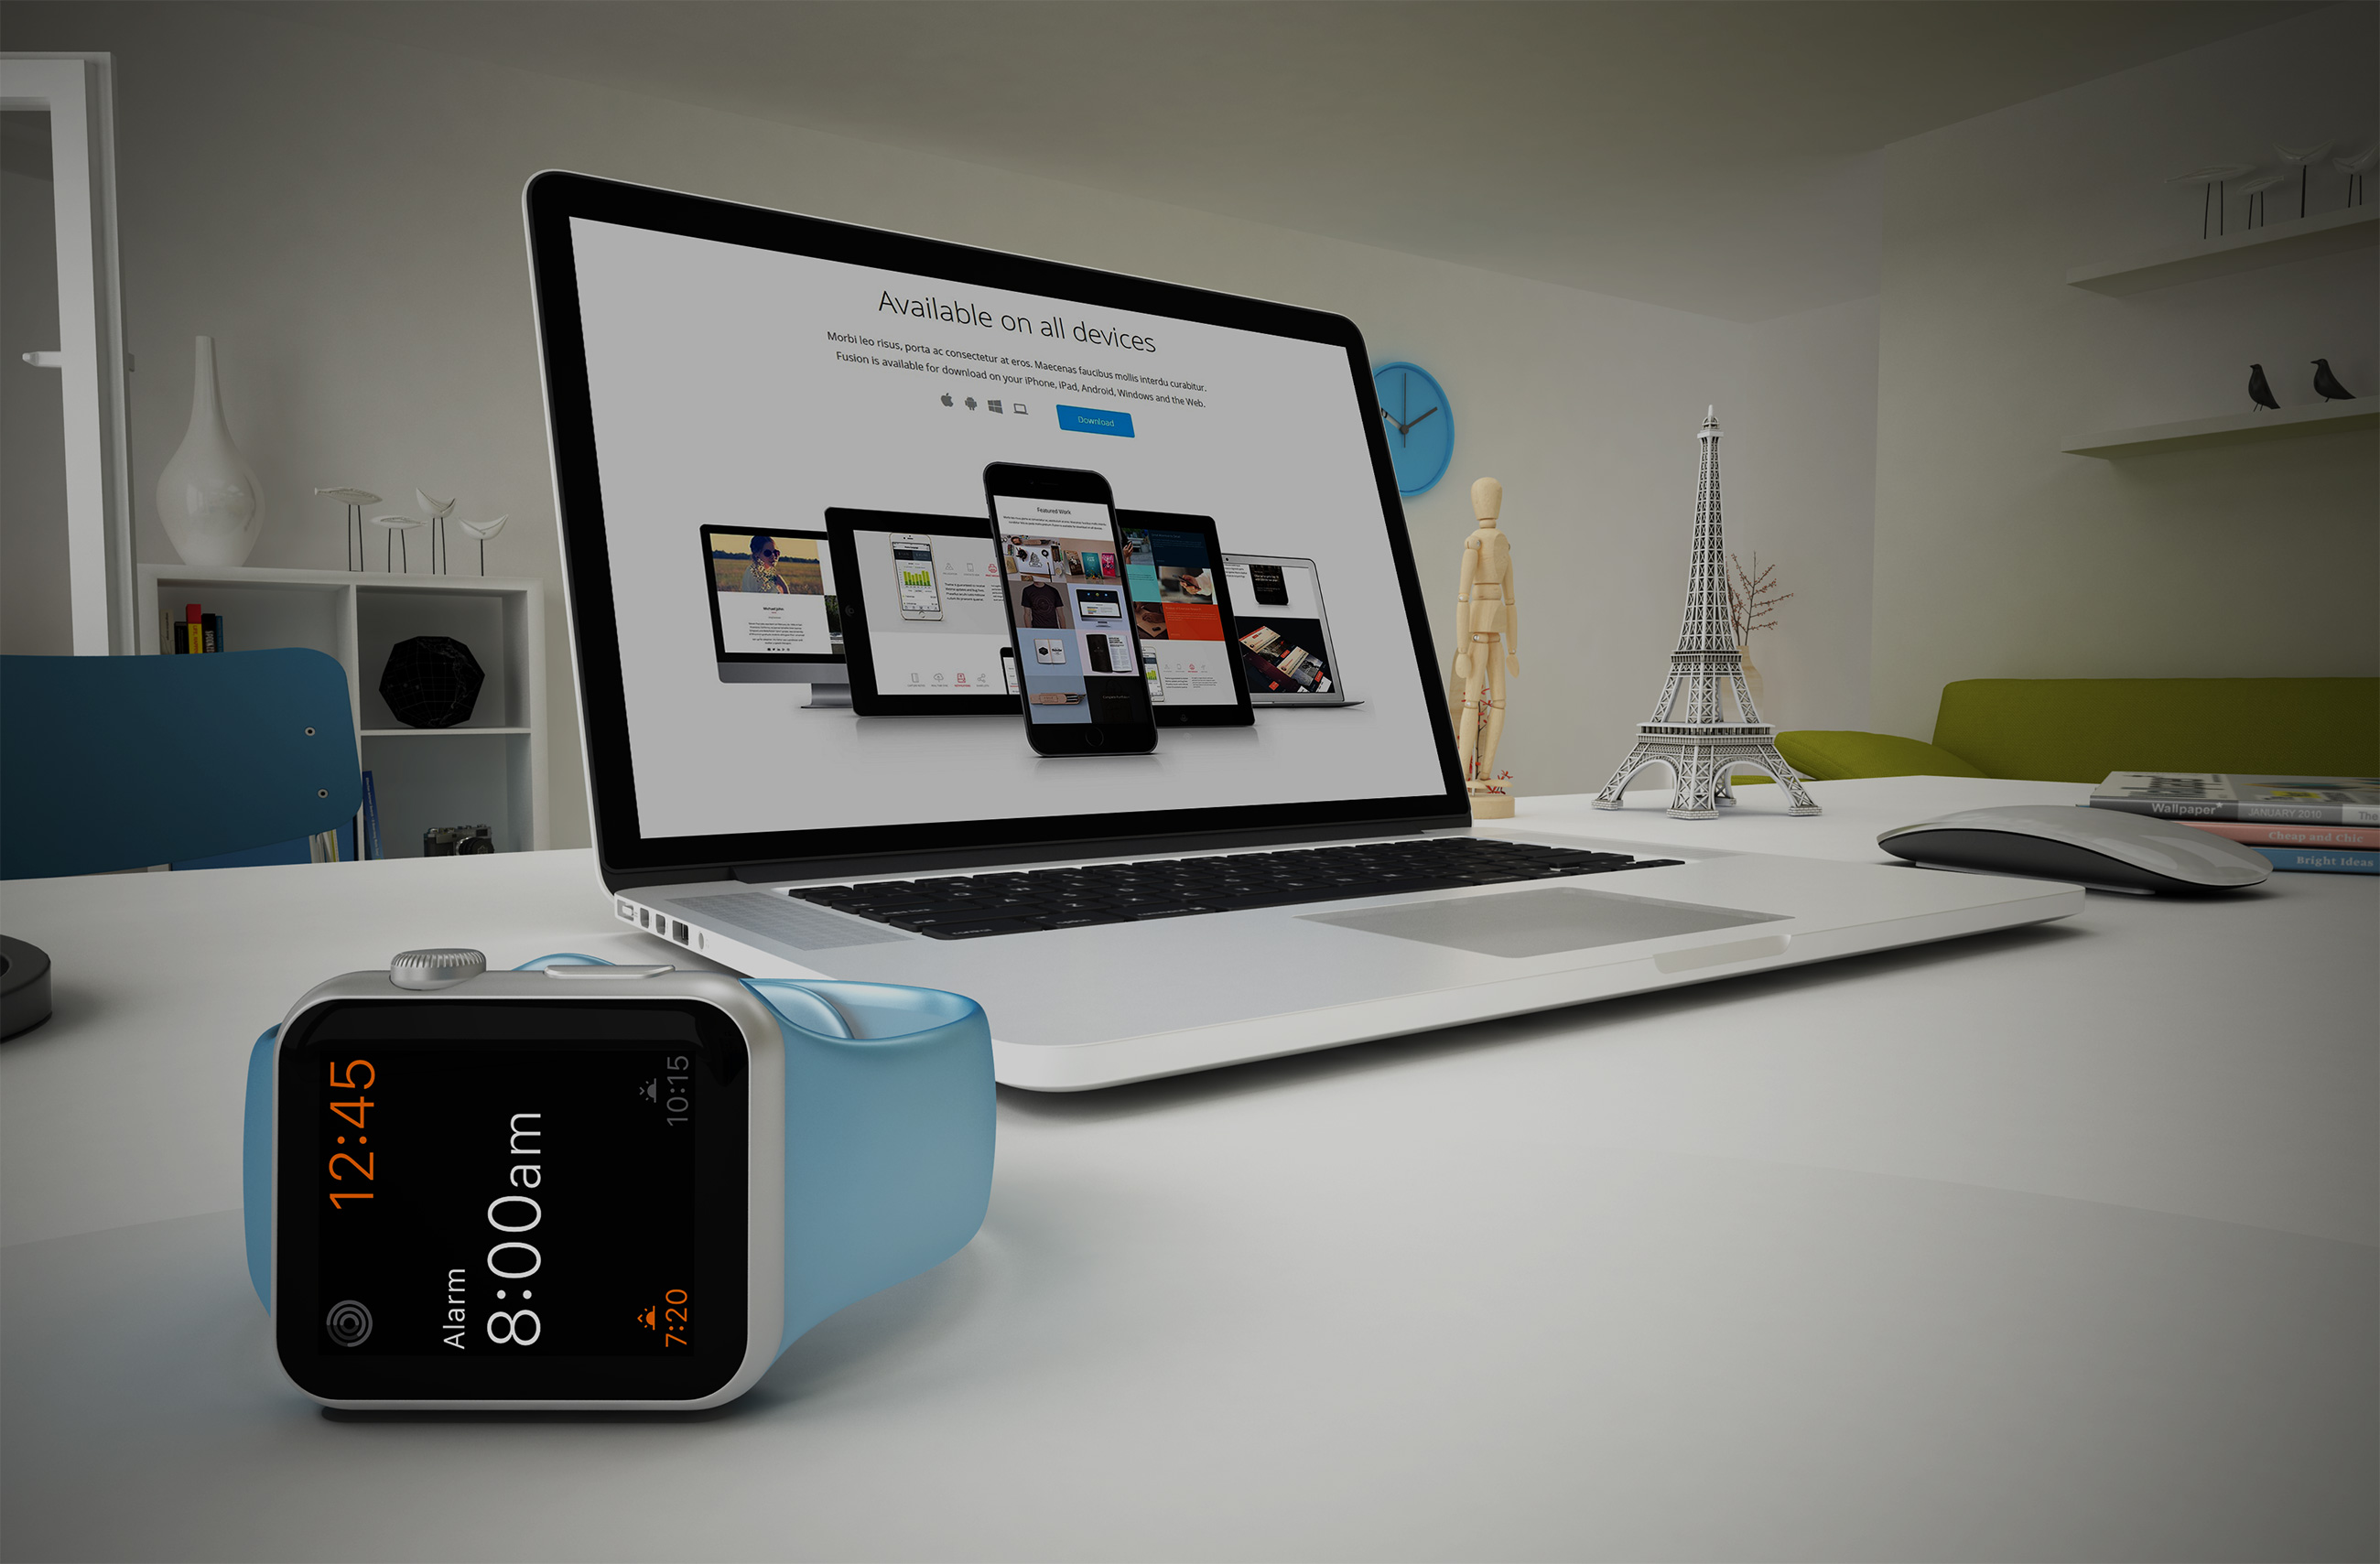 Available on all devices
Morbi leo risus, porta ac consectetur at eros. Maecenas faucibus mollis interdu curabitur.
Fusion is available for download on your iPhone, iPad, Android, Windows and the Web.
Download
Featured Work
Wallpaper*
JANUARY 2010
The
Cheap and Chic
Bright Ideas
12:45
Alarm
8:00am
7:20
10:15